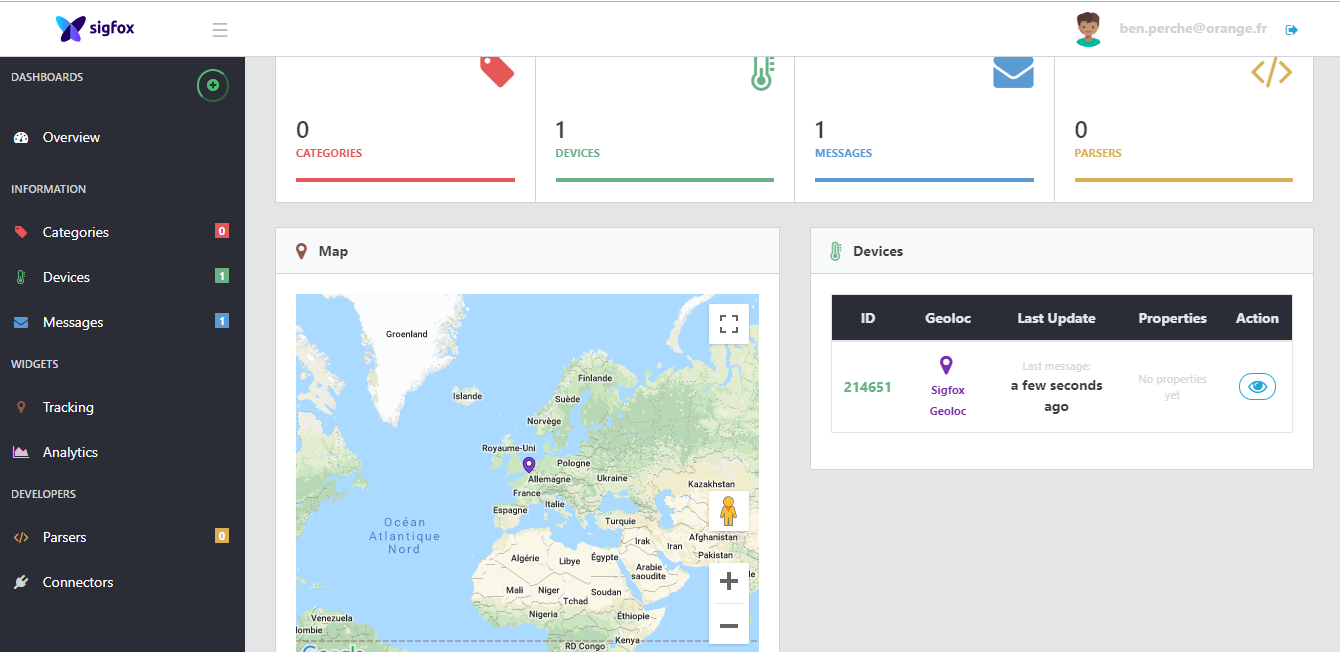 sigfox
ben.perche@orange.fr
DASHBOARDS
Overview
INFORMATION
Categories 0
Devices 1
Messages 1
WIDGETS
Tracking
Analytics
DEVELOPERS
Parsers 0
Connectors
0
CATEGORIES
1
DEVICES
1
MESSAGES
0
PARSERS
Map
Groenland
Finlande
Islande
Suède
Norvège
Royaume-Uni
Pologne
Allemagne
Ukraine
Kazakhstan
France
Italie
Espagne
Turquie
Océan
Atlantique
Nord
Afghanistan
Irak
Iran
Pakistan
Algérie
Libye
Égypte
Arabie
saoudite
Mali
Niger
Soudan
Tchad
Nigeria
Éthiopie
Venezuela
lombie
Kenya
RD Congo
Google
Devices
ID Geoloc Last Update Properties Action
214651
Sigfox
Geoloc
Last message:
a few seconds
ago
No properties
yet